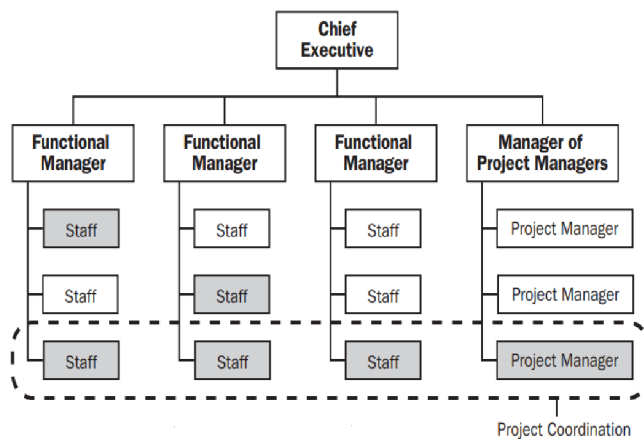 Chief
Executive
Functional
Manager
Functional
Manager
Functional
Manager
Manager of
Project Managers
Staff
Staff
Staff
Project Manager
Staff
Staff
Staff
Project Manager
Staff
Staff
Staff
Project Manager
Project Coordination